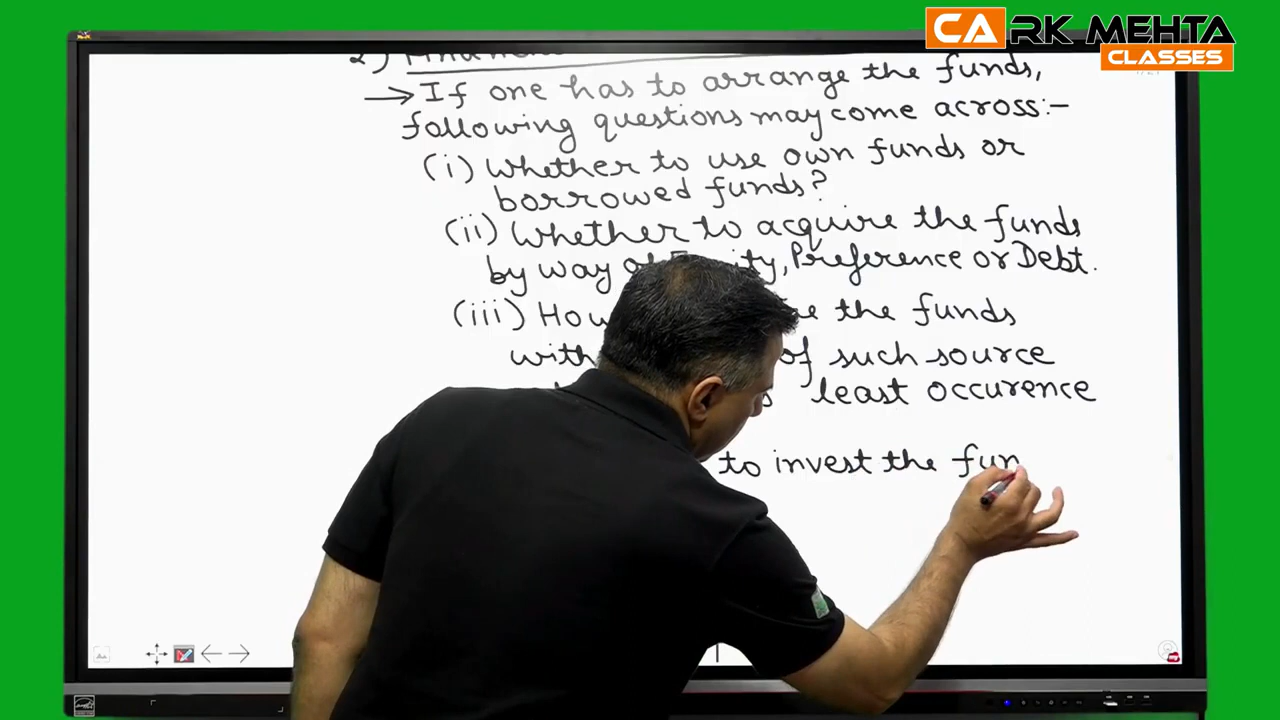 CA RK MEHTA
CLASSES
2)
→ If one has to arrange the funds,
following questions may come across:-
(i) Whether to use own funds or
borrowed funds?
(ii) Whether to acquire the funds
by way of Equity, Preference or Debt.
(iii) How the funds
with of such source
least occurence
to invest the fun